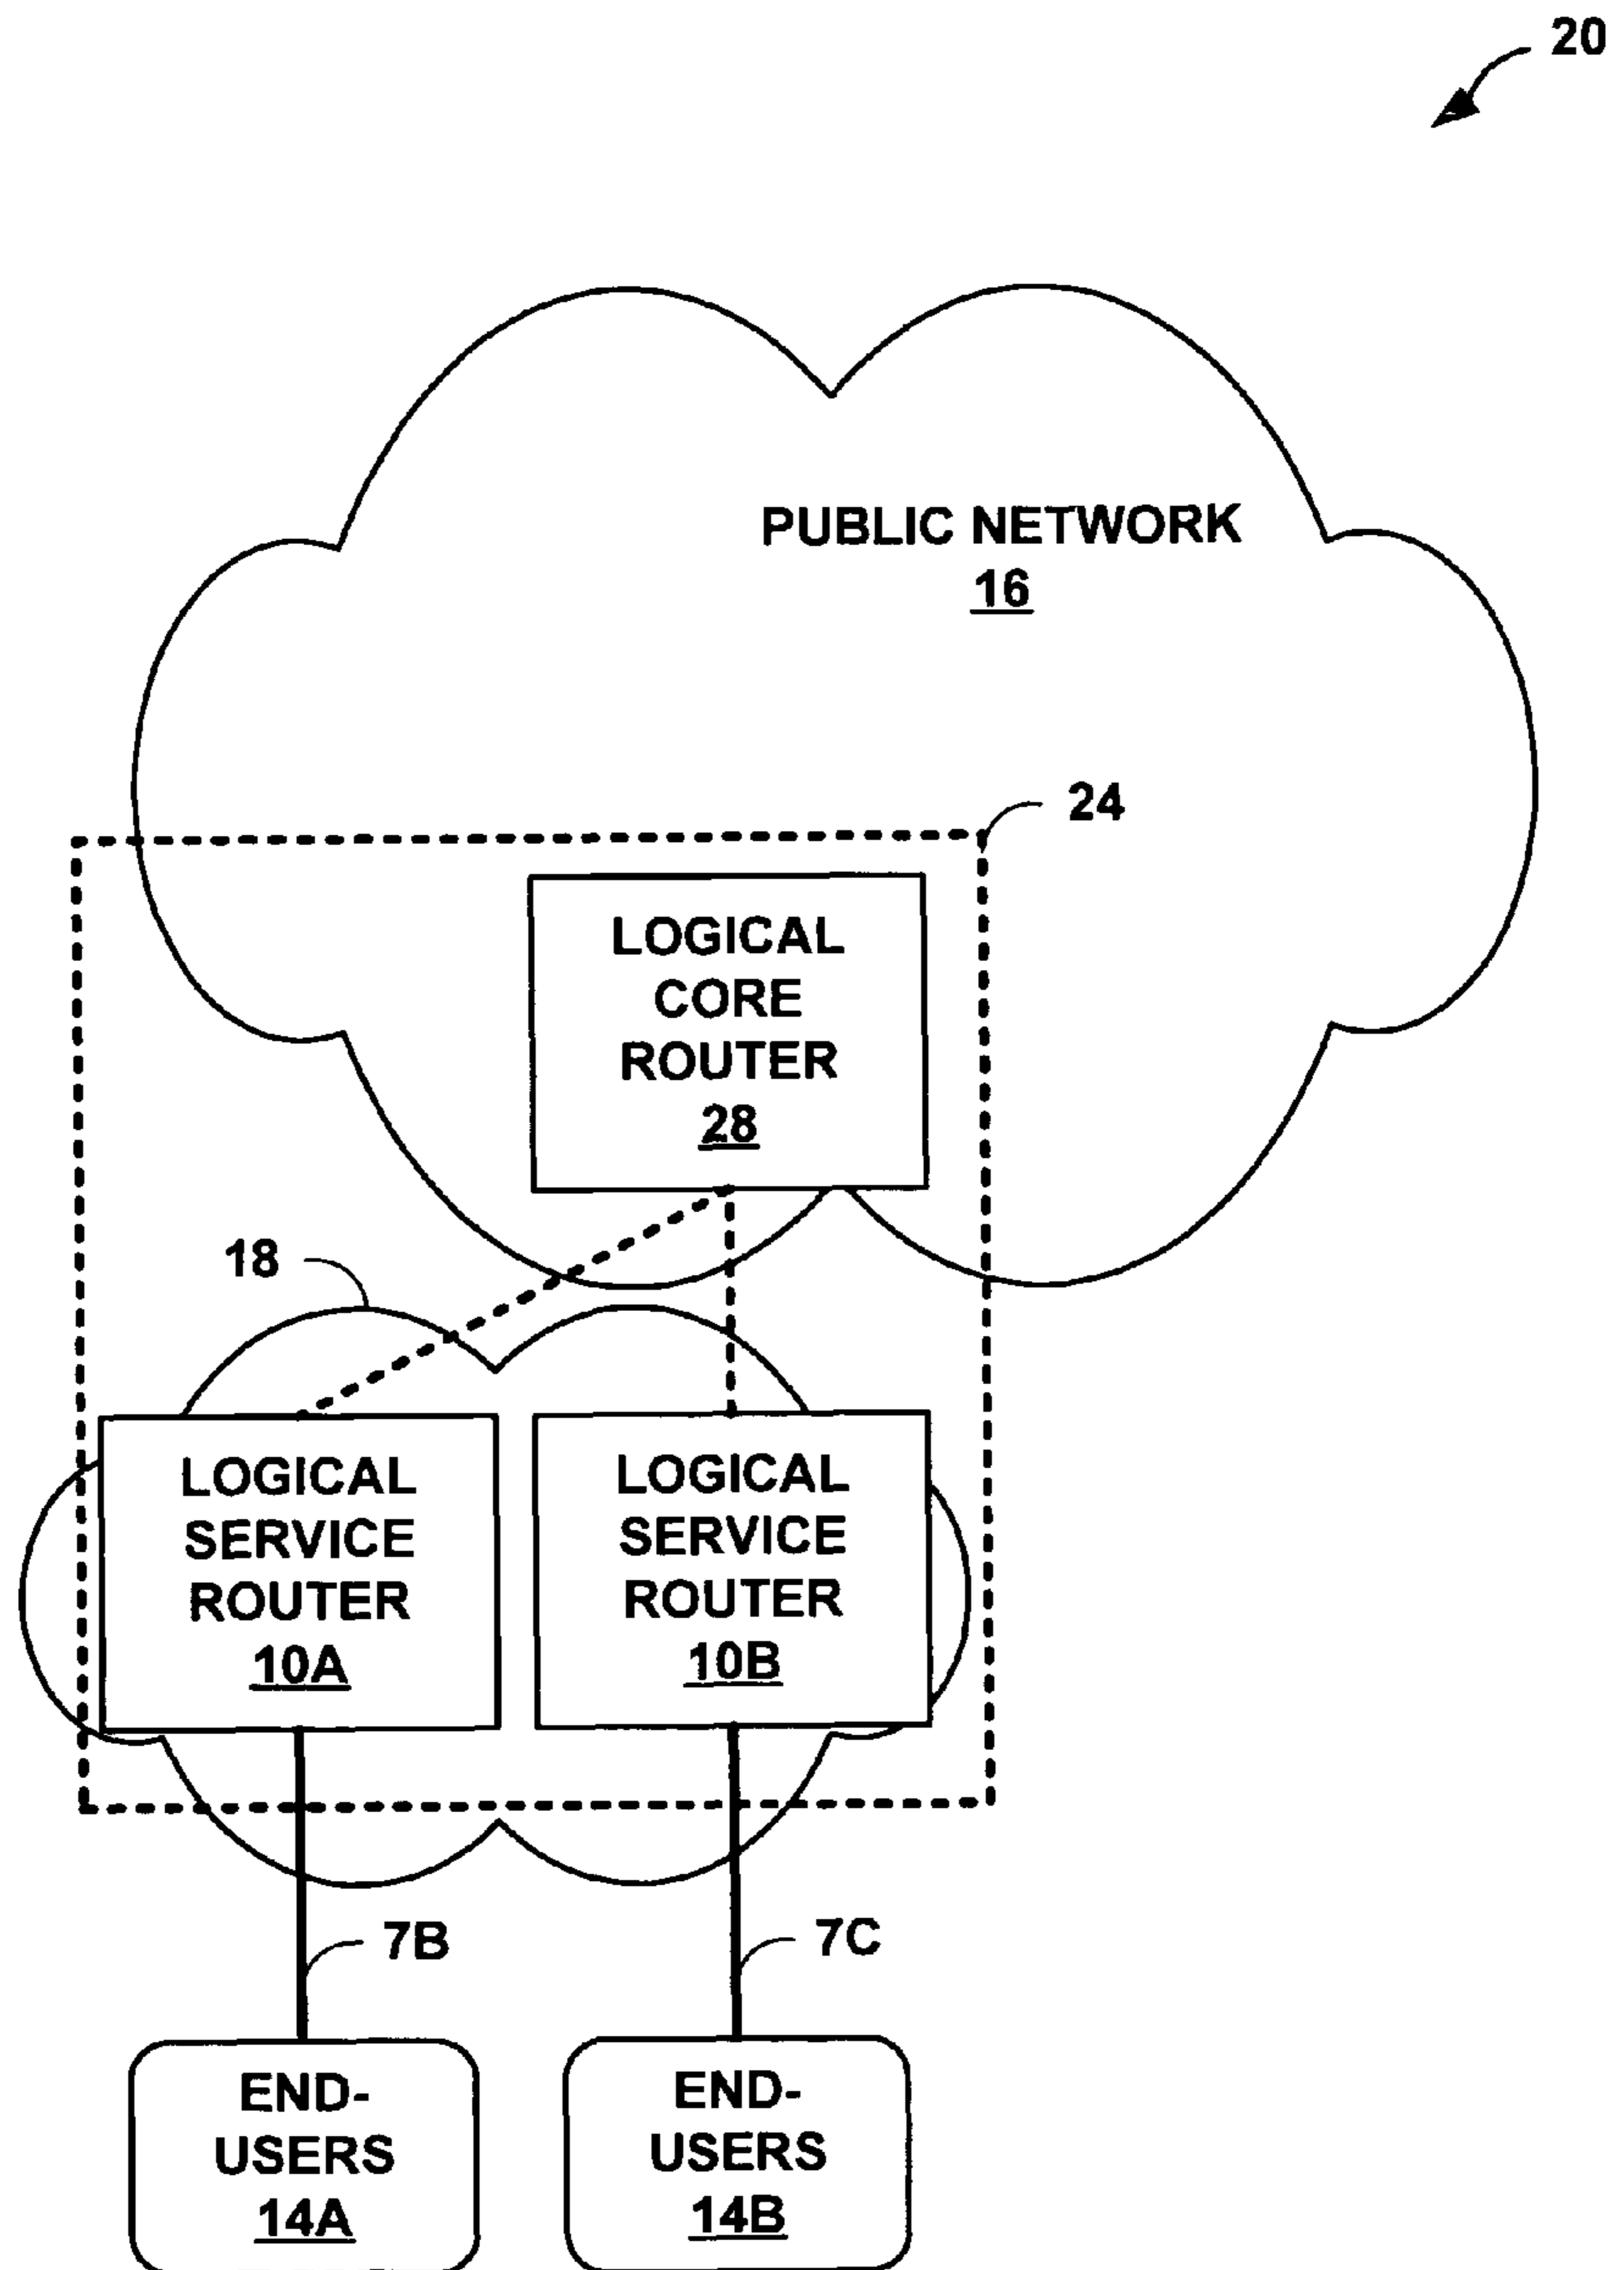 20
PUBLIC NETWORK
16
24
LOGICAL
CORE
ROUTER
28
18
LOGICAL
SERVICE
ROUTER
10A
LOGICAL
SERVICE
ROUTER
10B
7B
7C
END-
USERS
14A
END-
USERS
14B